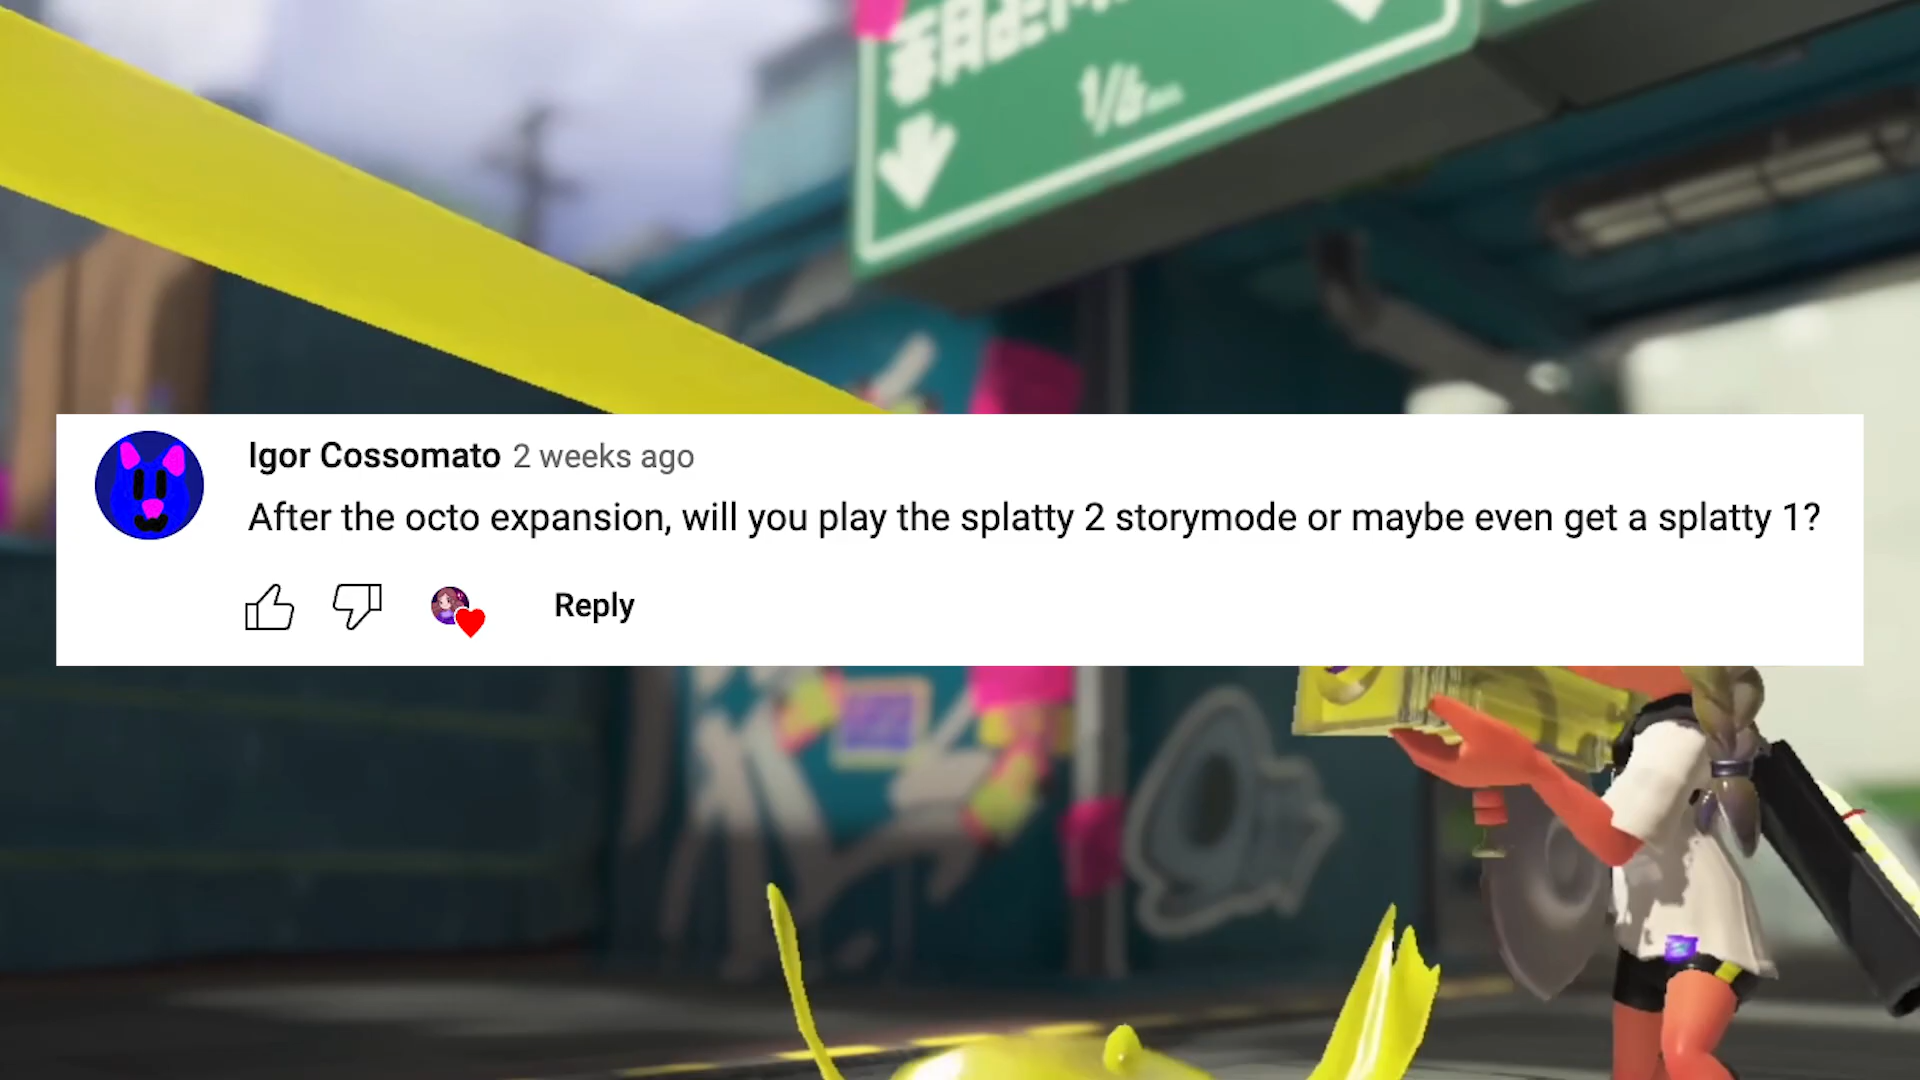 Igor Cossomato 2 weeks ago
After the octo expansion, will you play the splatty 2 storymode or maybe even get a splatty 1?
Reply